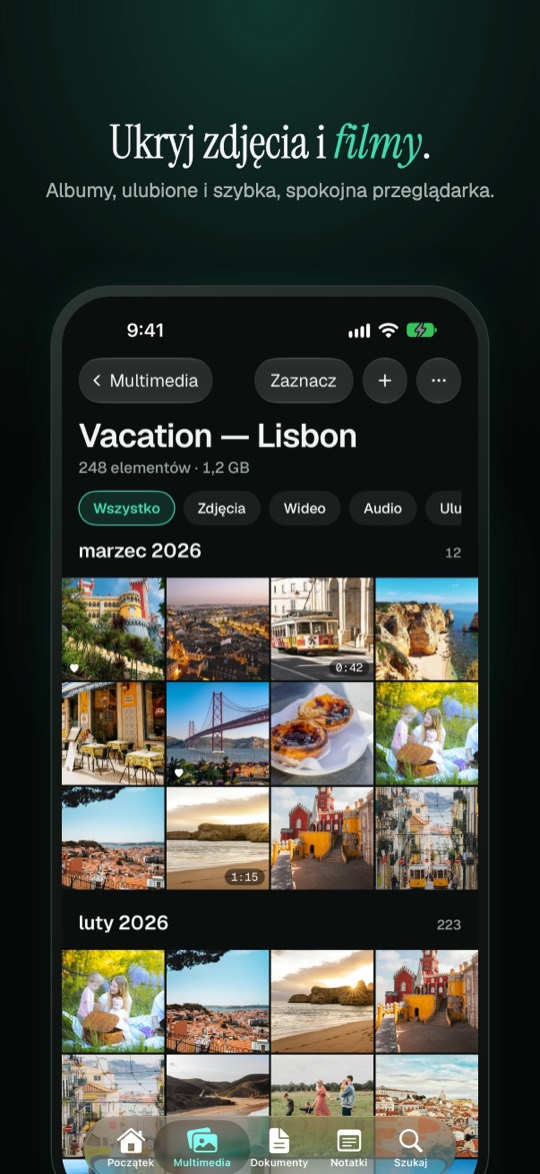 Ukryj zdjęcia i filmy.
Albumy, ulubione i szybka, spokojna przeglądarka.
9:41
Multimedia
Zaznacz
Vacation — Lisbon
248 elementów · 1,2 GB
Wszystko
Zdjęcia
Wideo
Audio
Ulu
marzec 2026
12
0:42
1:15
luty 2026
223
Początek
Multimedia
Dokumenty
Notatki
Szukaj